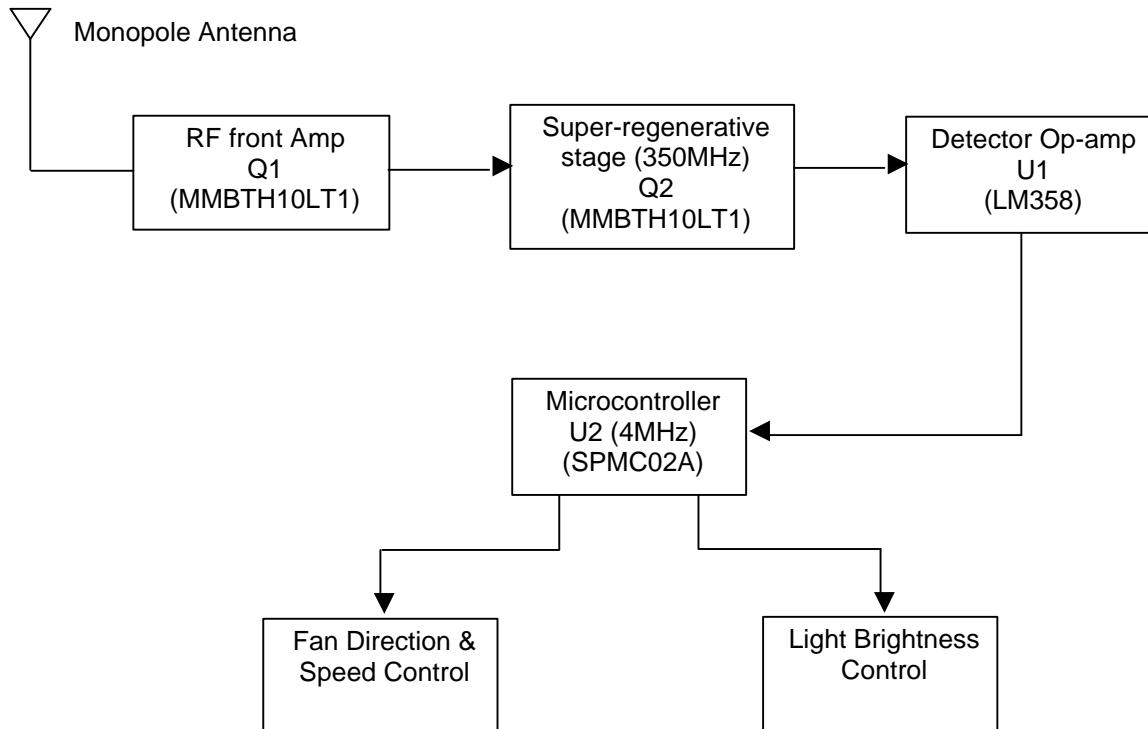 Monopole Antenna
RF front Amp
Q1
(MMBTH10LT1)
Super-regenerative
stage (350MHz)
Q2
(MMBTH10LT1)
Detector Op-amp
U1
(LM358)
Microcontroller
U2 (4MHz)
(SPMC02A)
Fan Direction &
Speed Control
Light Brightness
Control